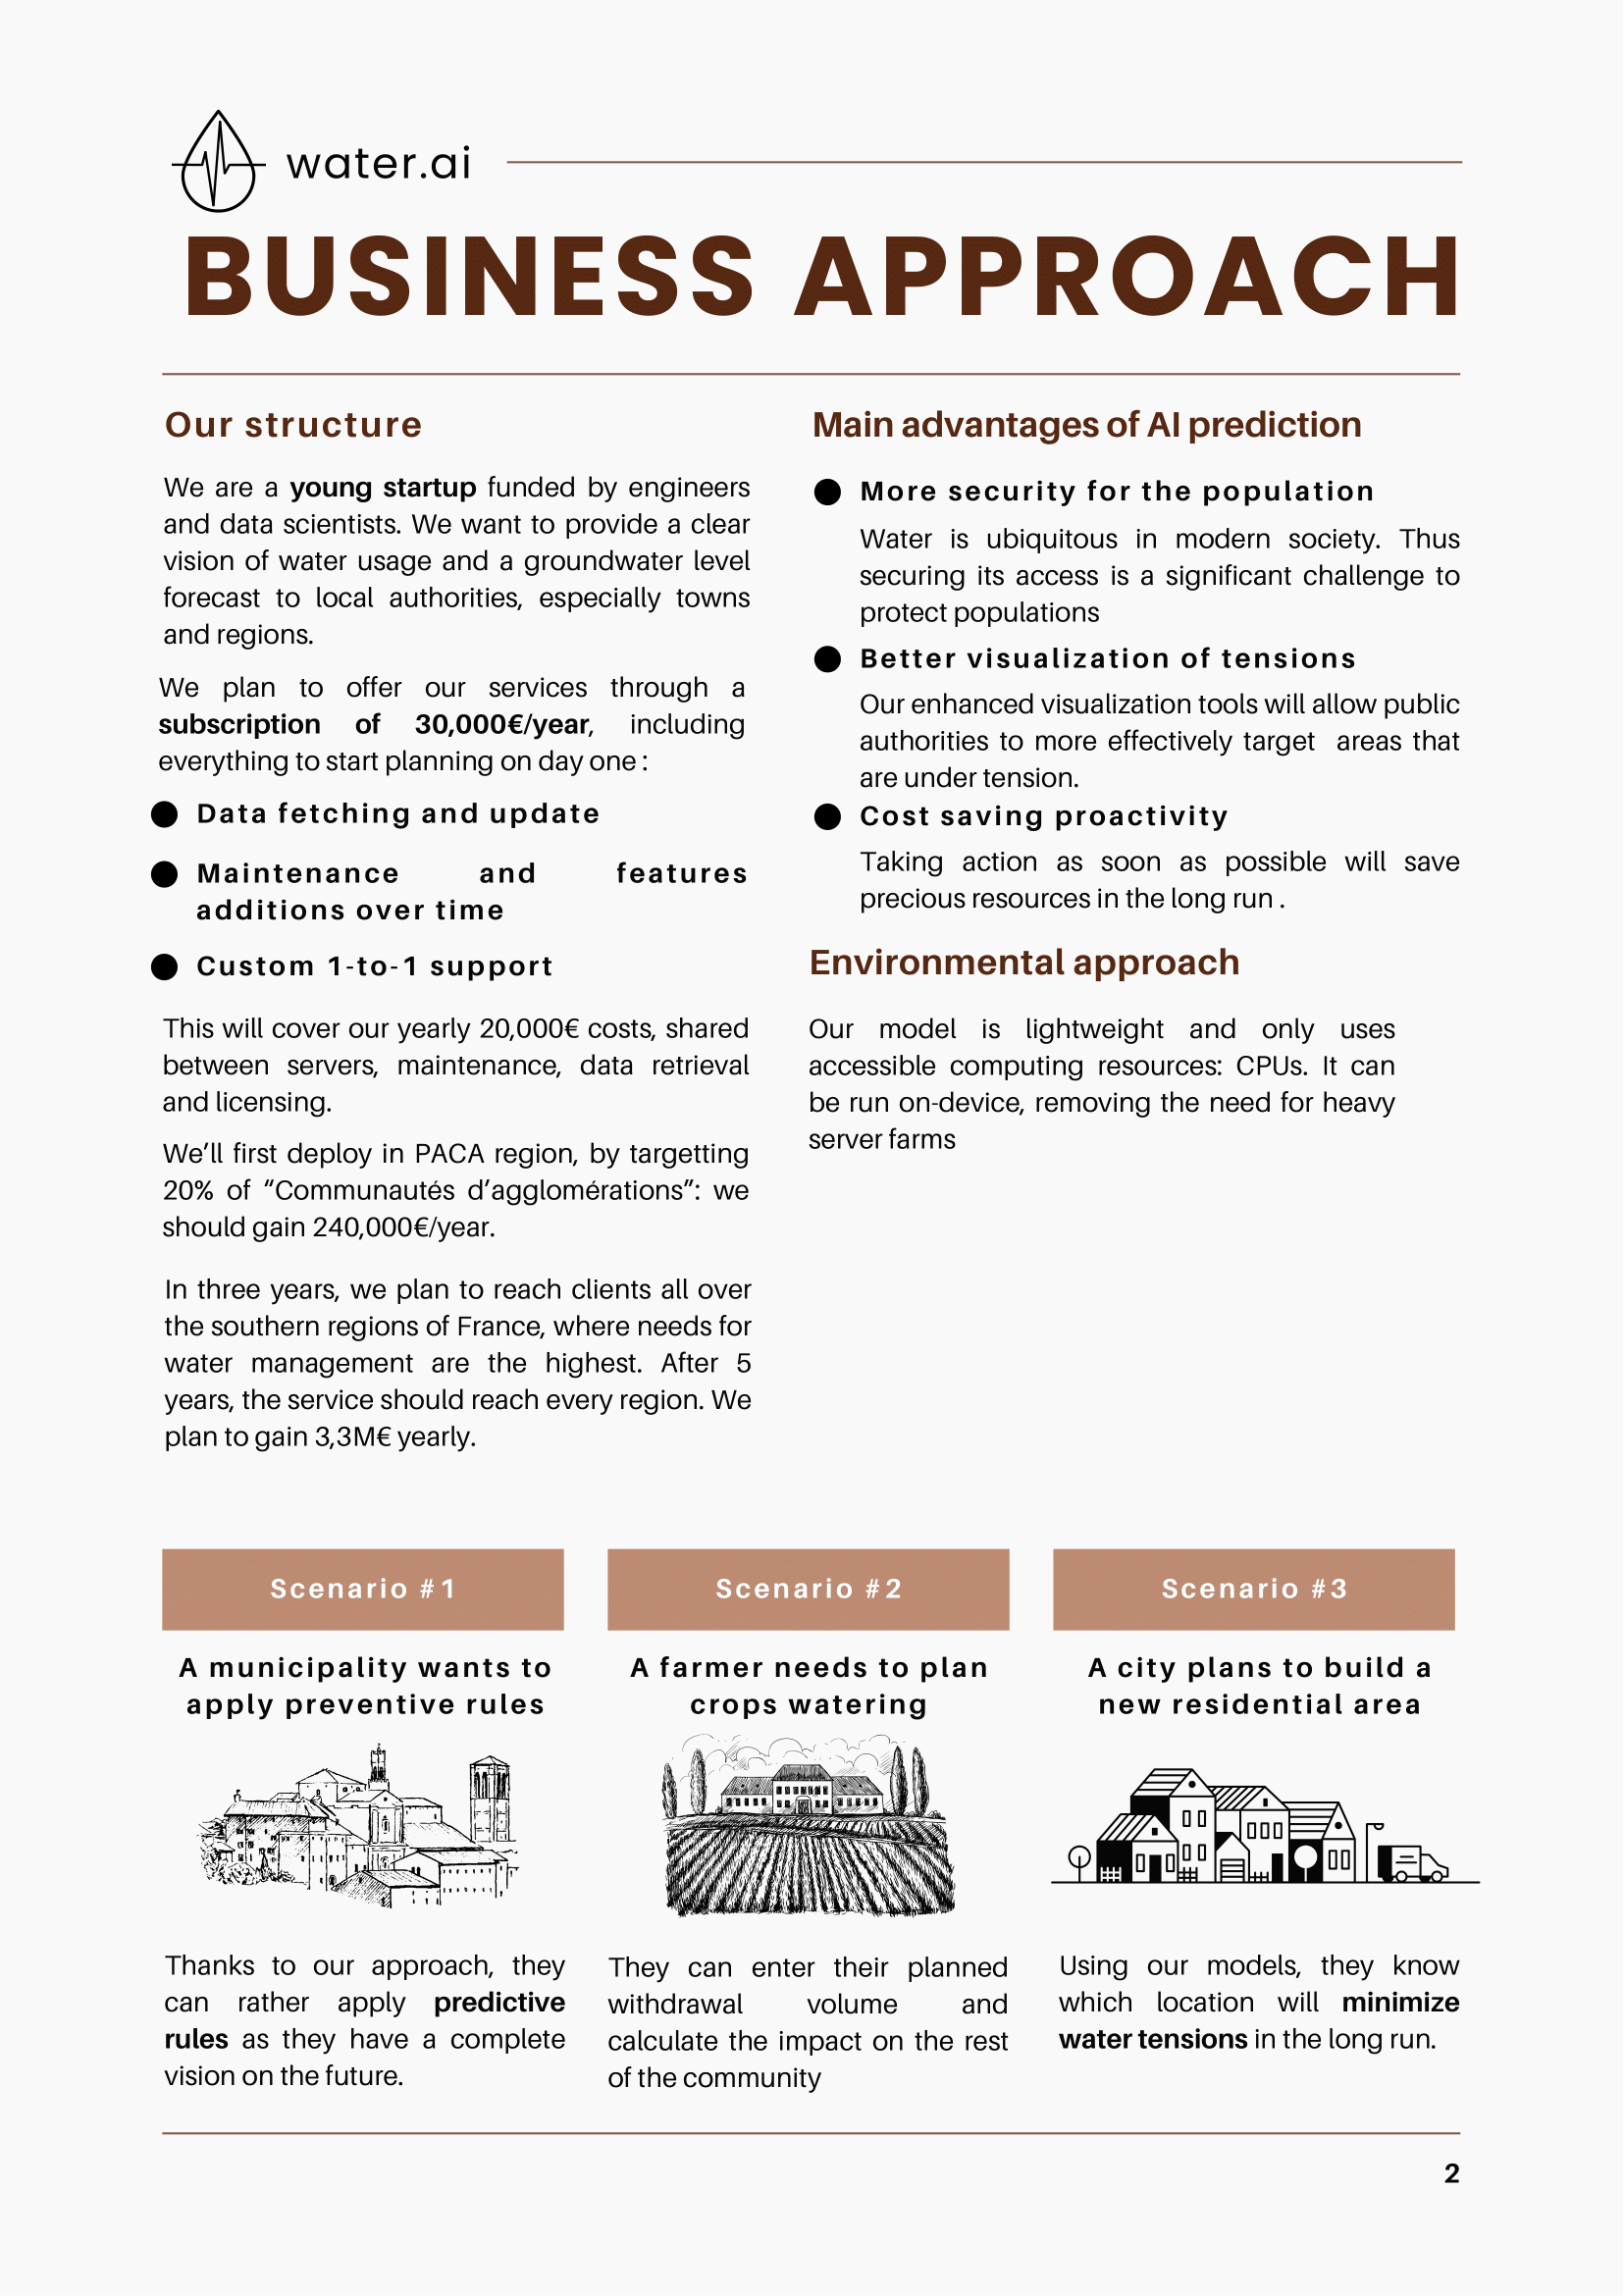 water.ai
BUSINESS APPROACH
Our structure
We are a young startup funded by engineers
and data scientists. We want to provide a clear
vision of water usage and a groundwater level
forecast to local authorities, especially towns
and regions.
We plan to offer our services through a
subscription of 30,000€/year, including
everything to start planning on day one :
● Data fetching and update
● Maintenance and features
additions over time
● Custom 1-to-1 support
This will cover our yearly 20,000€ costs, shared
between servers, maintenance, data retrieval
and licensing.
We’ll first deploy in PACA region, by targetting
20% of “Communautés d’agglomérations”: we
should gain 240,000€/year.
In three years, we plan to reach clients all over
the southern regions of France, where needs for
water management are the highest. After 5
years, the service should reach every region. We
plan to gain 3,3M€ yearly.
Main advantages of AI prediction
● More security for the population
Water is ubiquitous in modern society. Thus
securing its access is a significant challenge to
protect populations
● Better visualization of tensions
Our enhanced visualization tools will allow public
authorities to more effectively target areas that
are under tension.
● Cost saving proactivity
Taking action as soon as possible will save
precious resources in the long run .
Environmental approach
Our model is lightweight and only uses
accessible computing resources: CPUs. It can
be run on-device, removing the need for heavy
server farms
Scenario #1
A municipality wants to
apply preventive rules
Thanks to our approach, they
can rather apply predictive
rules as they have a complete
vision on the future.
Scenario #2
A farmer needs to plan
crops watering
They can enter their planned
withdrawal volume and
calculate the impact on the rest
of the community
Scenario #3
A city plans to build a
new residential area
Using our models, they know
which location will minimize
water tensions in the long run.
2